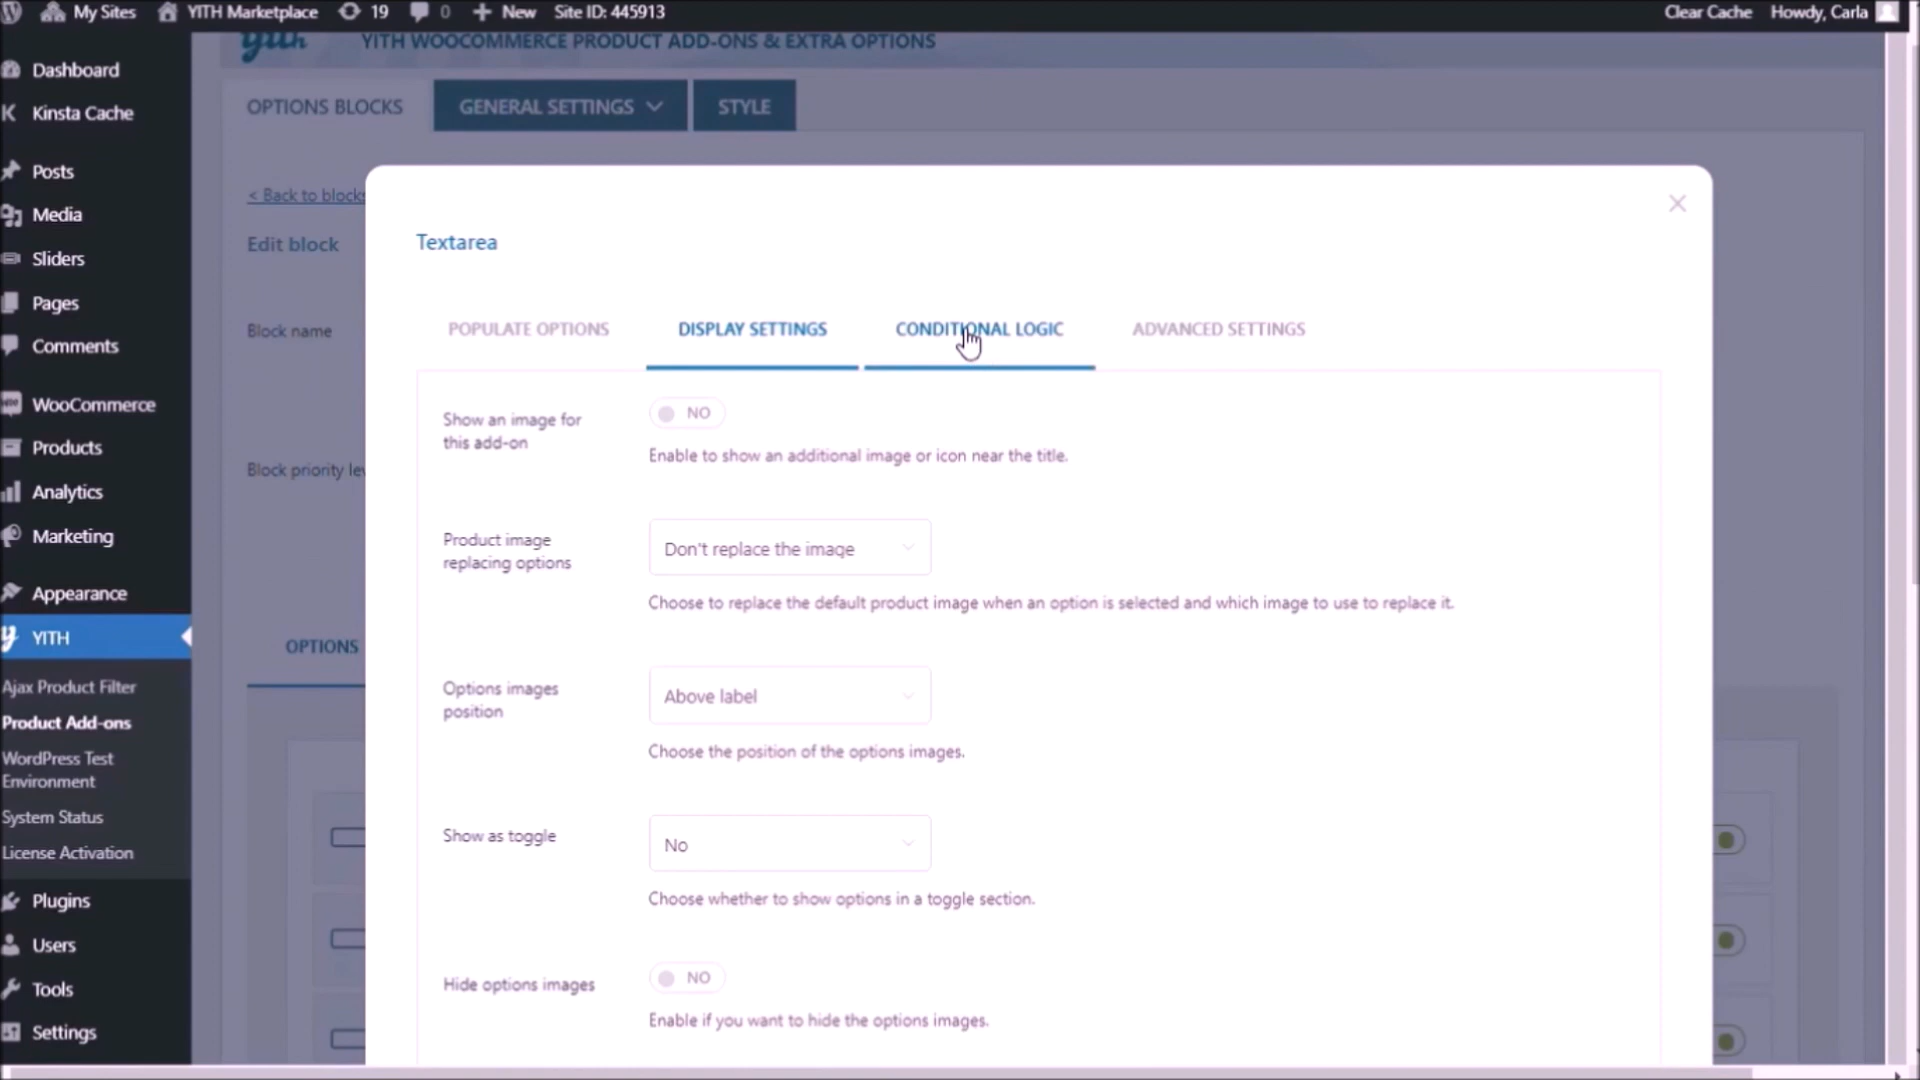 My Sites
YITH Marketplace
19
0
New
Site ID: 445913
Clear Cache
Howdy, Carla
yith
YITH WOOCOMMERCE PRODUCT ADD-ONS & EXTRA OPTIONS
Dashboard
Kinsta Cache
Posts
Media
Sliders
Pages
Comments
WooCommerce
Products
Analytics
Marketing
Appearance
YITH
Ajax Product Filter
Product Add-ons
WordPress Test
Environment
System Status
License Activation
Plugins
Users
Tools
Settings
OPTIONS BLOCKS
GENERAL SETTINGS
STYLE
< Back to blocks
Edit block
Block name
Block priority lev
OPTIONS
Textarea
POPULATE OPTIONS
DISPLAY SETTINGS
CONDITIONAL LOGIC
ADVANCED SETTINGS
Show an image for
this add-on
NO
Enable to show an additional image or icon near the title.
Product image
replacing options
Don't replace the image
Choose to replace the default product image when an option is selected and which image to use to replace it.
Options images
position
Above label
Choose the position of the options images.
Show as toggle
No
Choose whether to show options in a toggle section.
Hide options images
NO
Enable if you want to hide the options images.